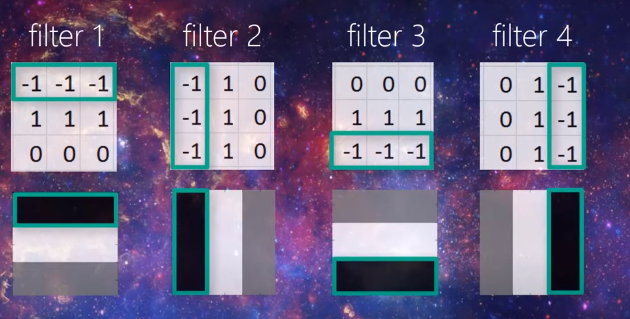 filter 1 filter 2 filter 3 filter 4
-1 -1 -1 -1 1 0 0 0 0 0 1 -1
1 1 1 -1 1 0 1 1 1 0 1 -1
0 0 0 -1 1 0 -1 -1 -1 0 1 -1